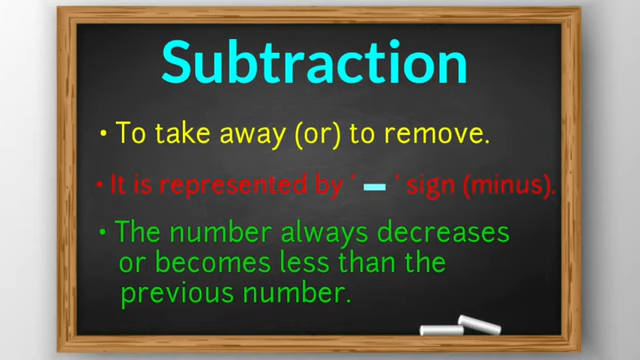 Subtraction
• To take away (or) to remove.
• It is represented by ' - ' sign (minus).
• The number always decreases
or becomes less than the
previous number.